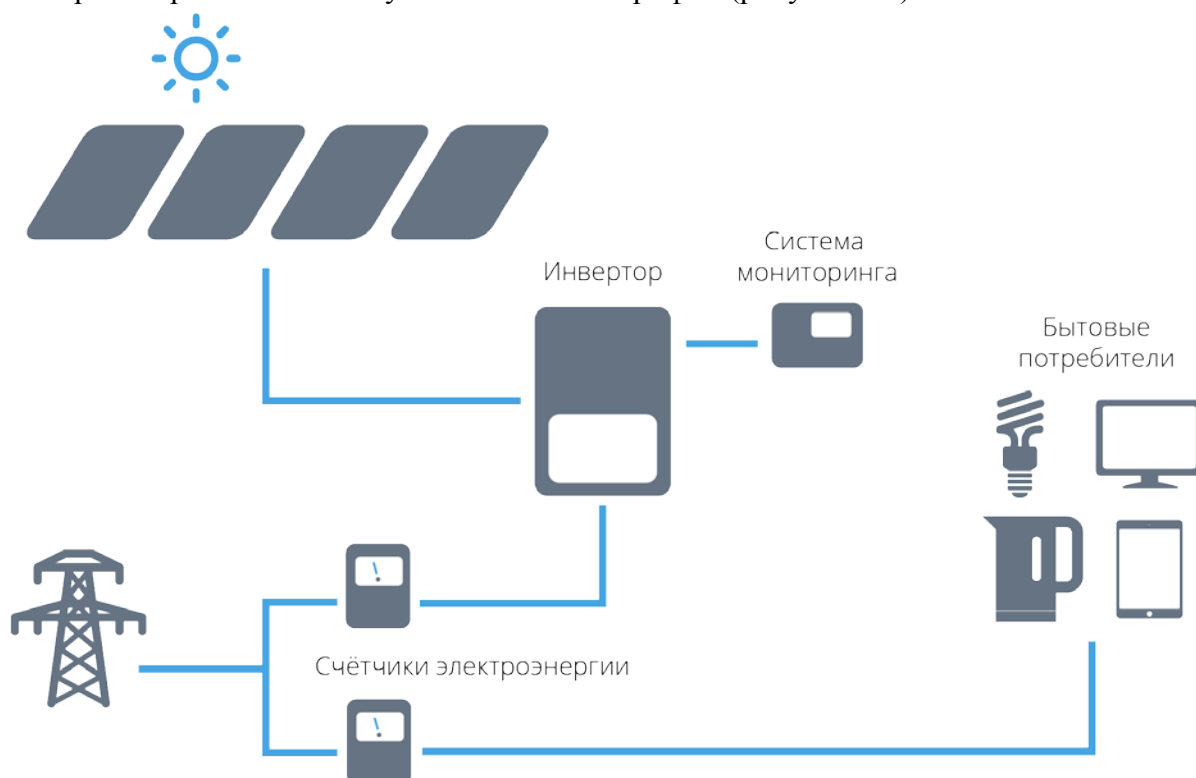 Система
мониторинга
Инвертор
Бытовые
потребители
Счётчики электроэнергии